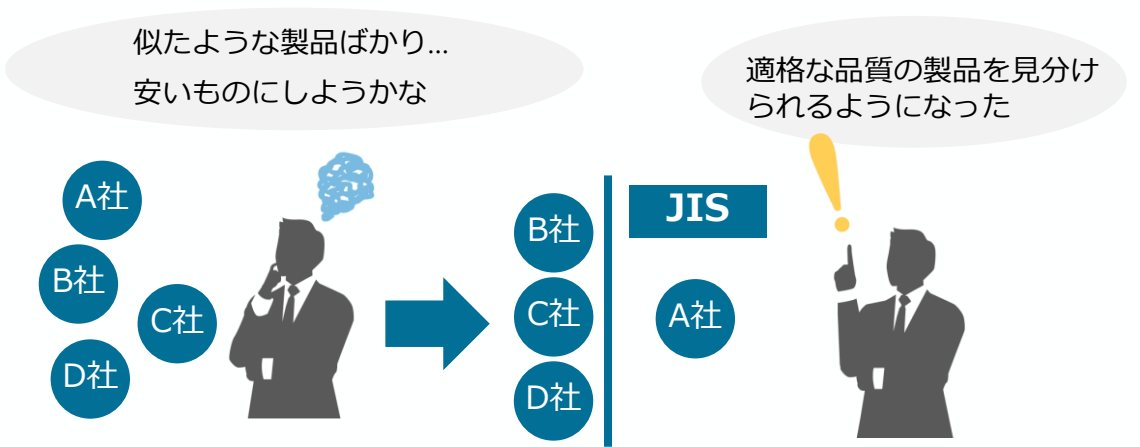 似たような製品ばかり…
安いものにしようかな
適格な品質の製品を見分け
られるようになった
A社
B社
C社
D社
B社
C社
D社
JIS
A社